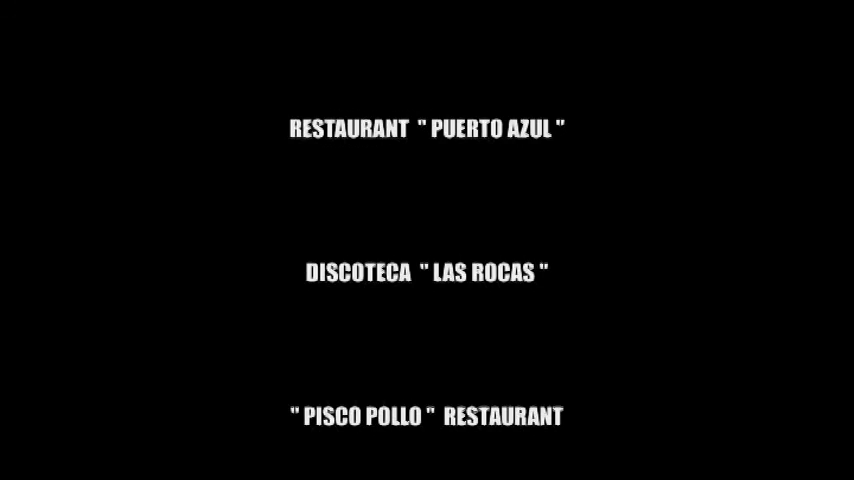 RESTAURANT " PUERTO AZUL "
DISCOTECA " LAS ROCAS "
" PISCO POLLO " RESTAURANT